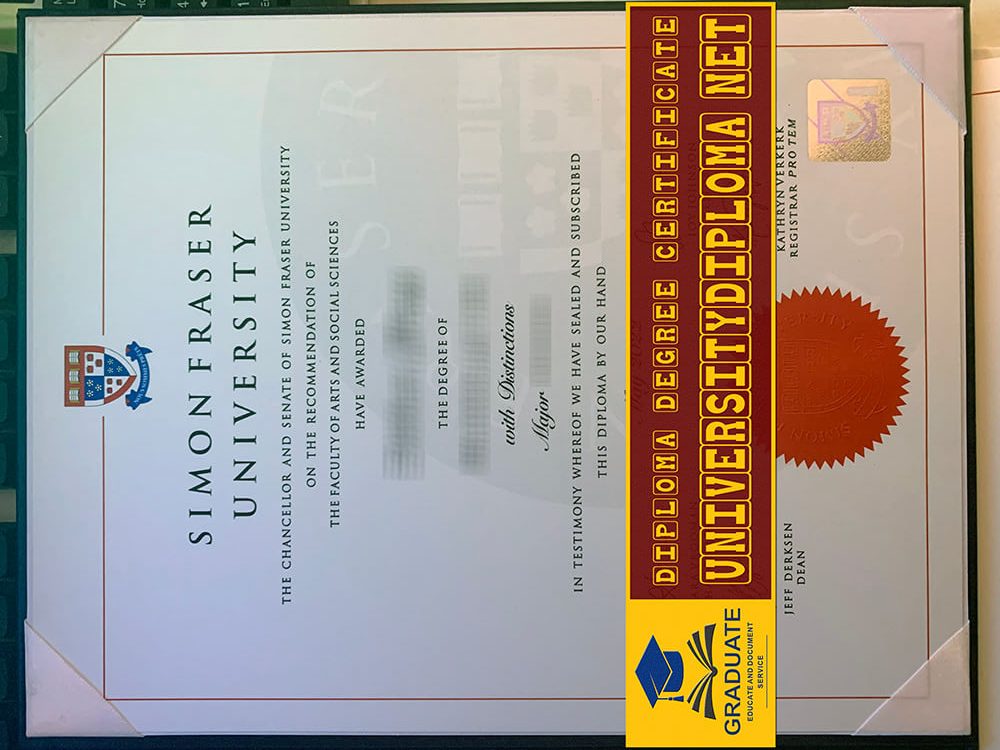 SIMON FRASER
UNIVERSITY
THE CHANCELLOR AND SENATE OF SIMON FRASER UNIVERSITY
ON THE RECOMMENDATION OF
THE FACULTY OF ARTS AND SOCIAL SCIENCES
HAVE AWARDED
THE DEGREE OF
with Distinctions
Major
IN TESTIMONY WHEREOF WE HAVE SEALED AND SUBSCRIBED
THIS DIPLOMA BY OUR HAND
DIPLOMA DEGREE CERTIFICATE
UNIVERSITYDIPLOMA NET
GRADUATE
EDUCATE AND DOCUMENT
SERVICE
JEFF DERKSEN
DEAN
KATHRYN VERKERK
REGISTRAR PRO TEM